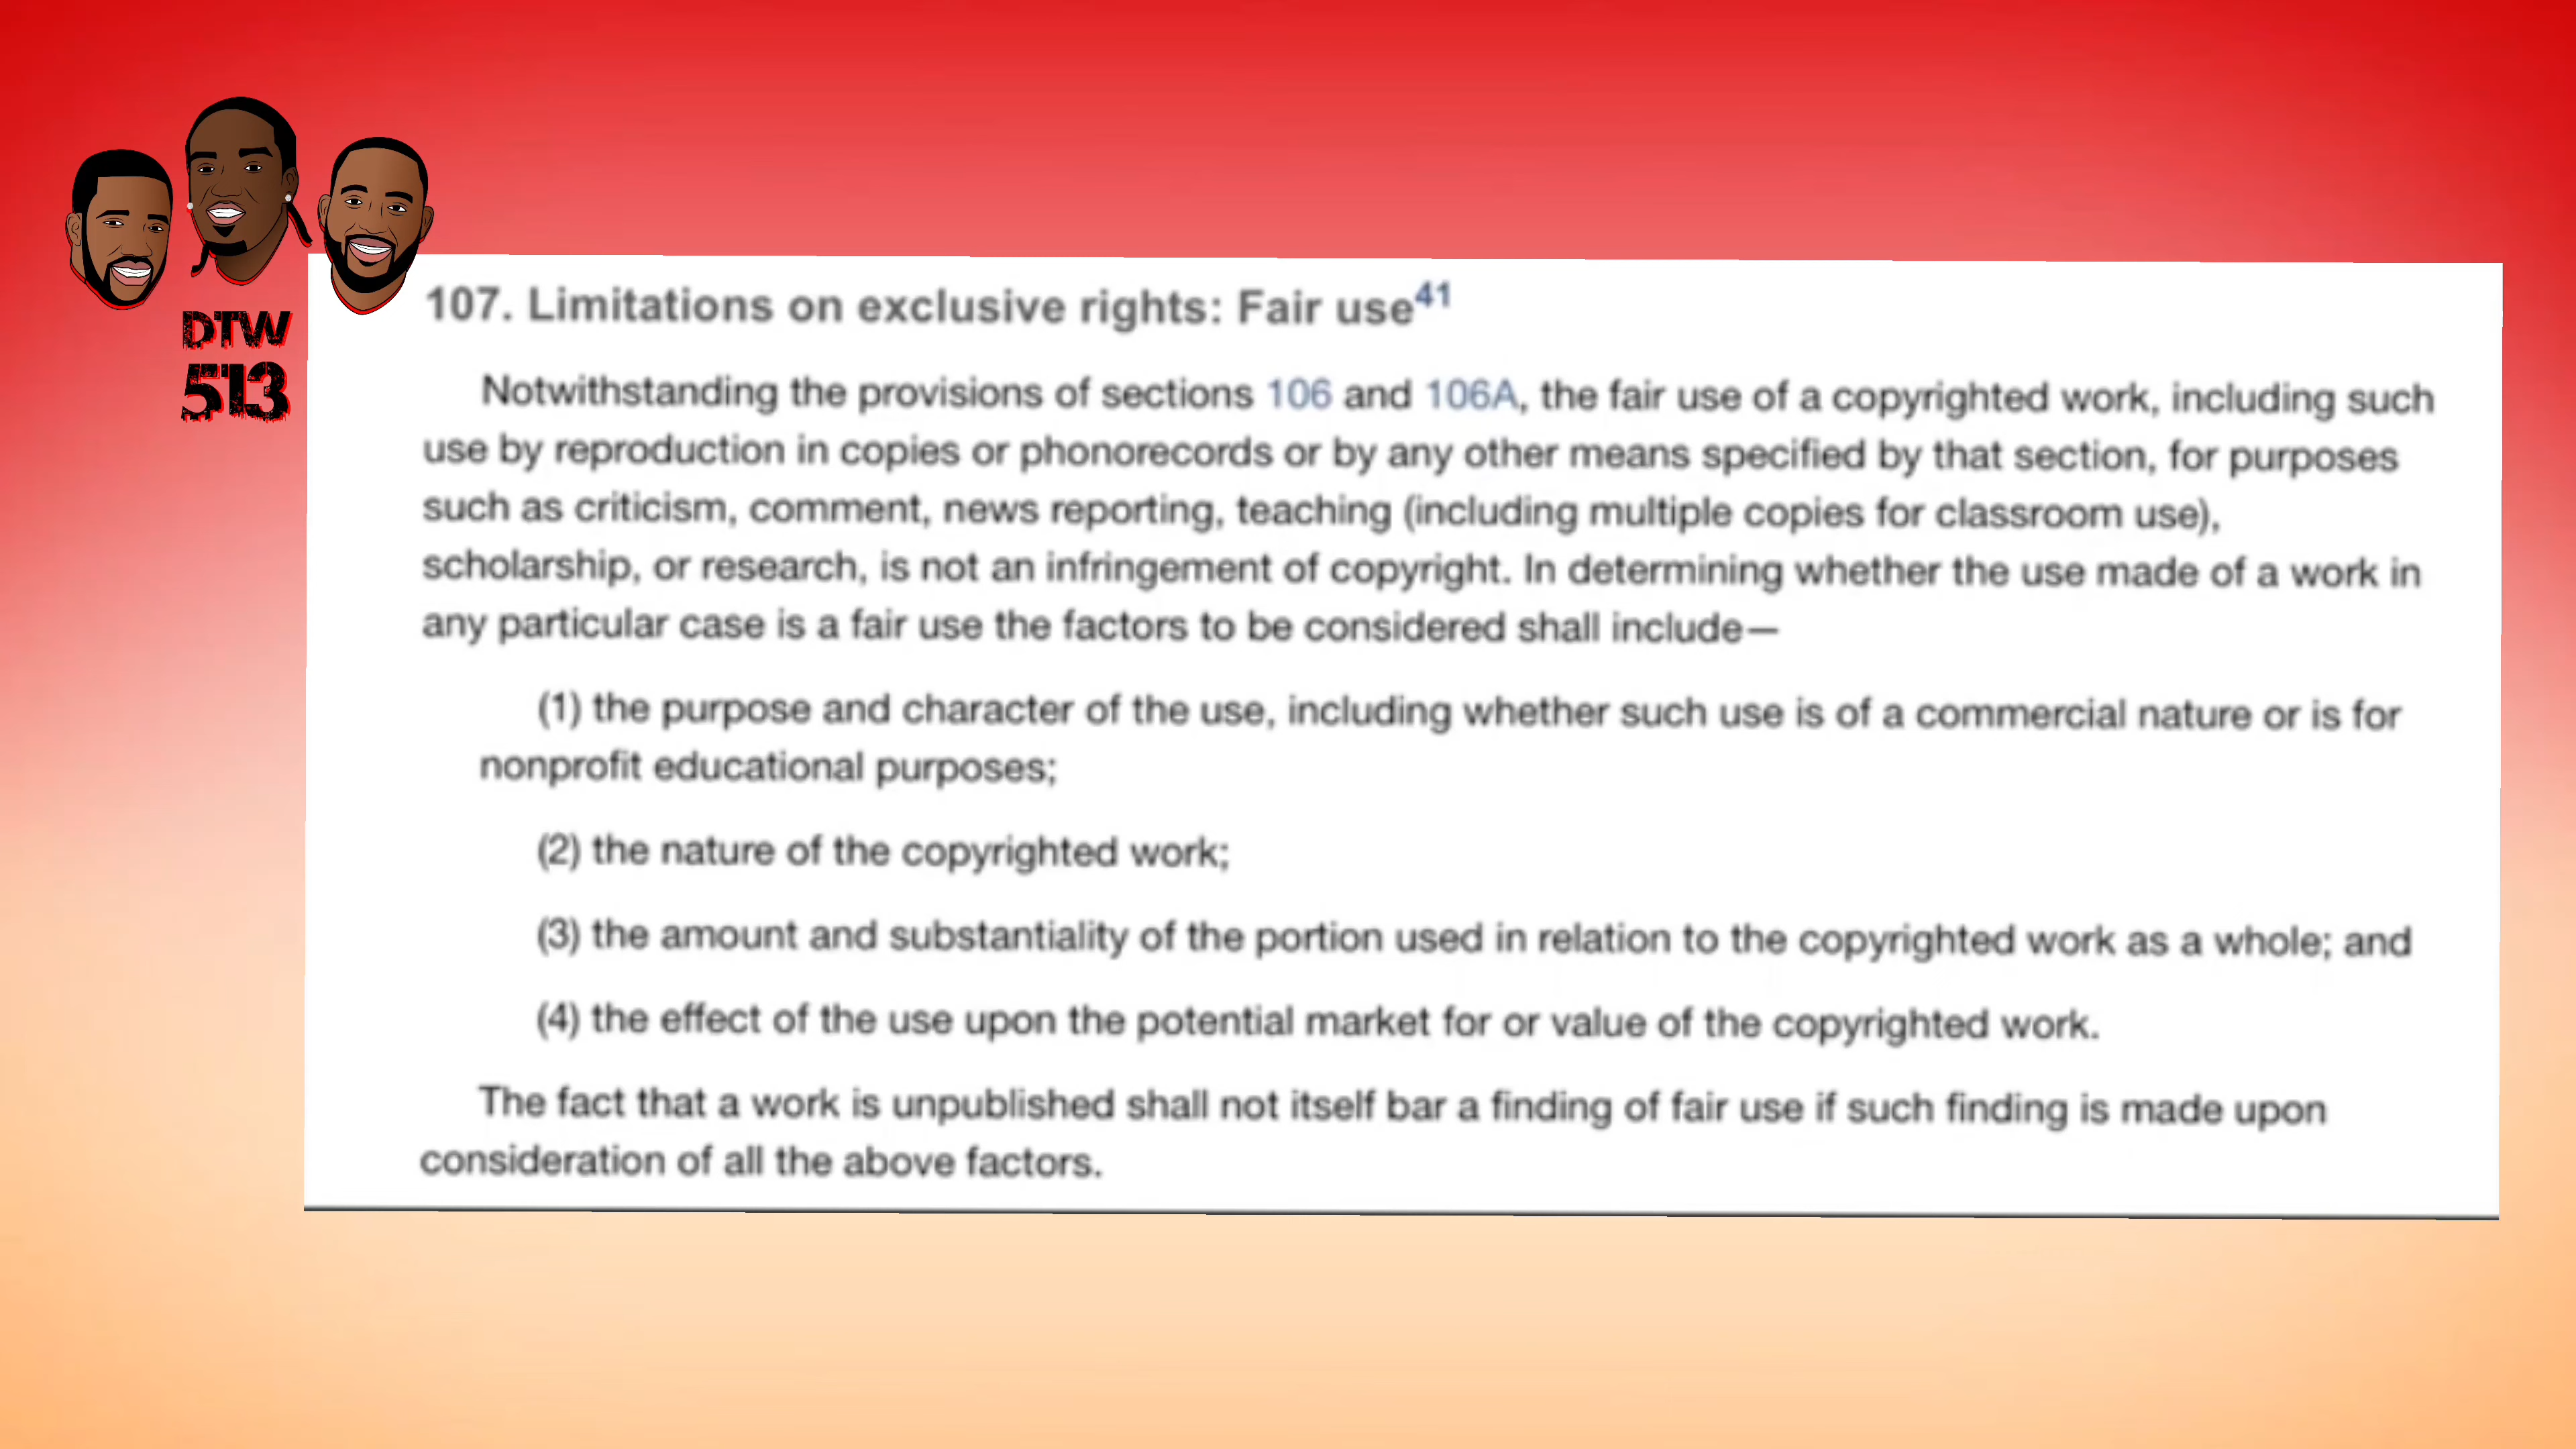 DTW
513
107. Limitations on exclusive rights: Fair use41
Notwithstanding the provisions of sections 106 and 106A, the fair use of a copyrighted work, including such
use by reproduction in copies or phonorecords or by any other means specified by that section, for purposes
such as criticism, comment, news reporting, teaching (including multiple copies for classroom use),
scholarship, or research, is not an infringement of copyright. In determining whether the use made of a work in
any particular case is a fair use the factors to be considered shall include—
(1) the purpose and character of the use, including whether such use is of a commercial nature or is for
nonprofit educational purposes;
(2) the nature of the copyrighted work;
(3) the amount and substantiality of the portion used in relation to the copyrighted work as a whole; and
(4) the effect of the use upon the potential market for or value of the copyrighted work.
The fact that a work is unpublished shall not itself bar a finding of fair use if such finding is made upon
consideration of all the above factors.